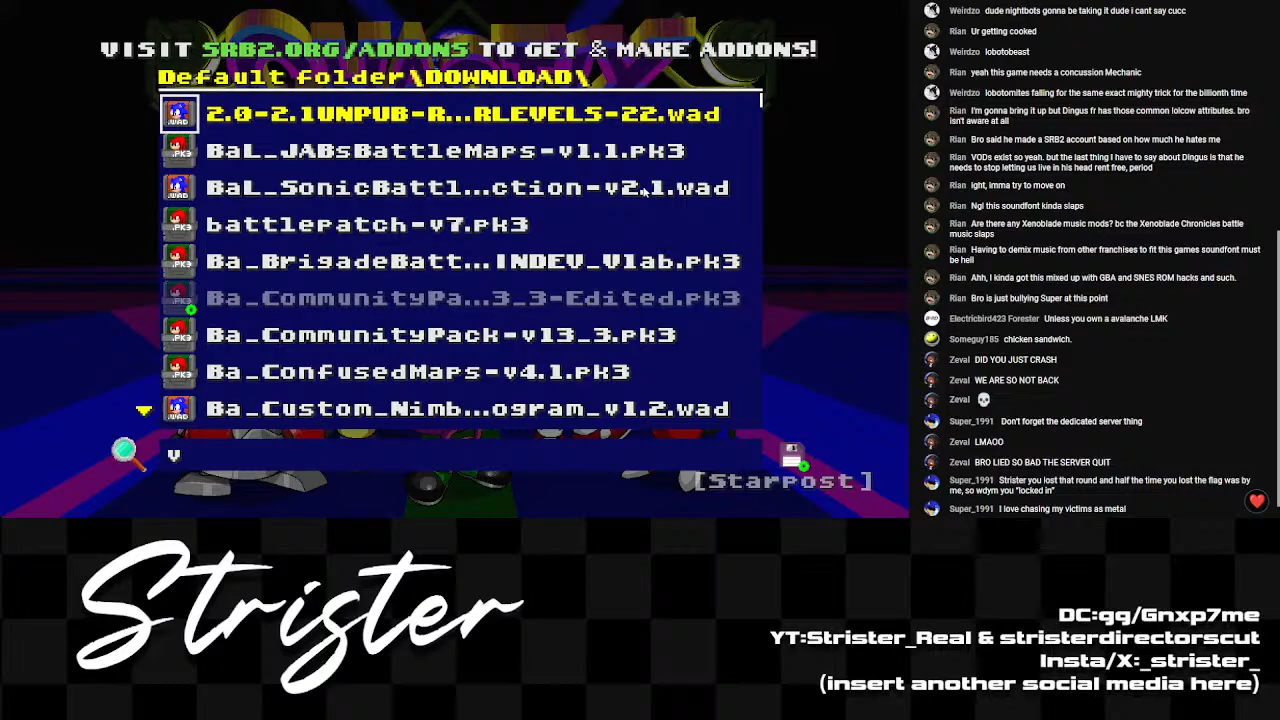 VISIT SRB2.ORG/ADDONS TO GET & MAKE ADDONS!
Default folder\DOWNLOAD\
2.0-2.1UNPUB-R...RLEVELS-22.wad
BaL_JABsBattleMaps-v1.1.pk3
BaL_SonicBattl...ction-v2.1.wad
battlepatch-v7.pk3
Ba_BrigadeBatt...INDEV_V1ab.pk3
Ba_CommunityPa...3_3-Edited.pk3
Ba_CommunityPack-v13_3.pk3
Ba_ConfusedMaps-v4.1.pk3
Ba_Custom_Nimb...ogram_v1.2.wad
v
[Starpost]
Weirdzo dude nightbots gonna be taking it dude i cant say cucc
Rian Ur getting cooked
Weirdzo lobotobeast
Rian yeah this game needs a concussion Mechanic
Weirdzo lobotomites falling for the same exact mighty trick for the billionth time
Rian I'm gonna bring it up but Dingus fr has those common lolcow attributes. bro
isn't aware at all
Rian Bro said he made a SRB2 account based on how much he hates me
Rian VODs exist so yeah. but the last thing I have to say about Dingus is that he
needs to stop letting us live in his head rent free, period
Rian ight, imma try to move on
Rian Ngl this soundfont kinda slaps
Rian Are there any Xenoblade music mods? bc the Xenoblade Chronicles battle
music slaps
Rian Having to demix music from other franchises to fit this games soundfont must
be hell
Rian Ahh, I kinda got this mixed up with GBA and SNES ROM hacks and such.
Rian Bro is just bullying Super at this point
Electricbird423 Forester Unless you own a avalanche LMK
Someguy185 chicken sandwich.
Zeval DID YOU JUST CRASH
Zeval WE ARE SO NOT BACK
Zeval 💀
Super_1991 Don't forget the dedicated server thing
Zeval LMAOO
Zeval BRO LIED SO BAD THE SERVER QUIT
Super_1991 Strister you lost that round and half the time you lost the flag was by
me, so wdym you "locked in"
Super_1991 I love chasing my victims as metal
Strister
DC:gg/Gnxp7me
YT:Strister_Real & stristerdirectorscut
Insta/X:_strister_
(insert another social media here)